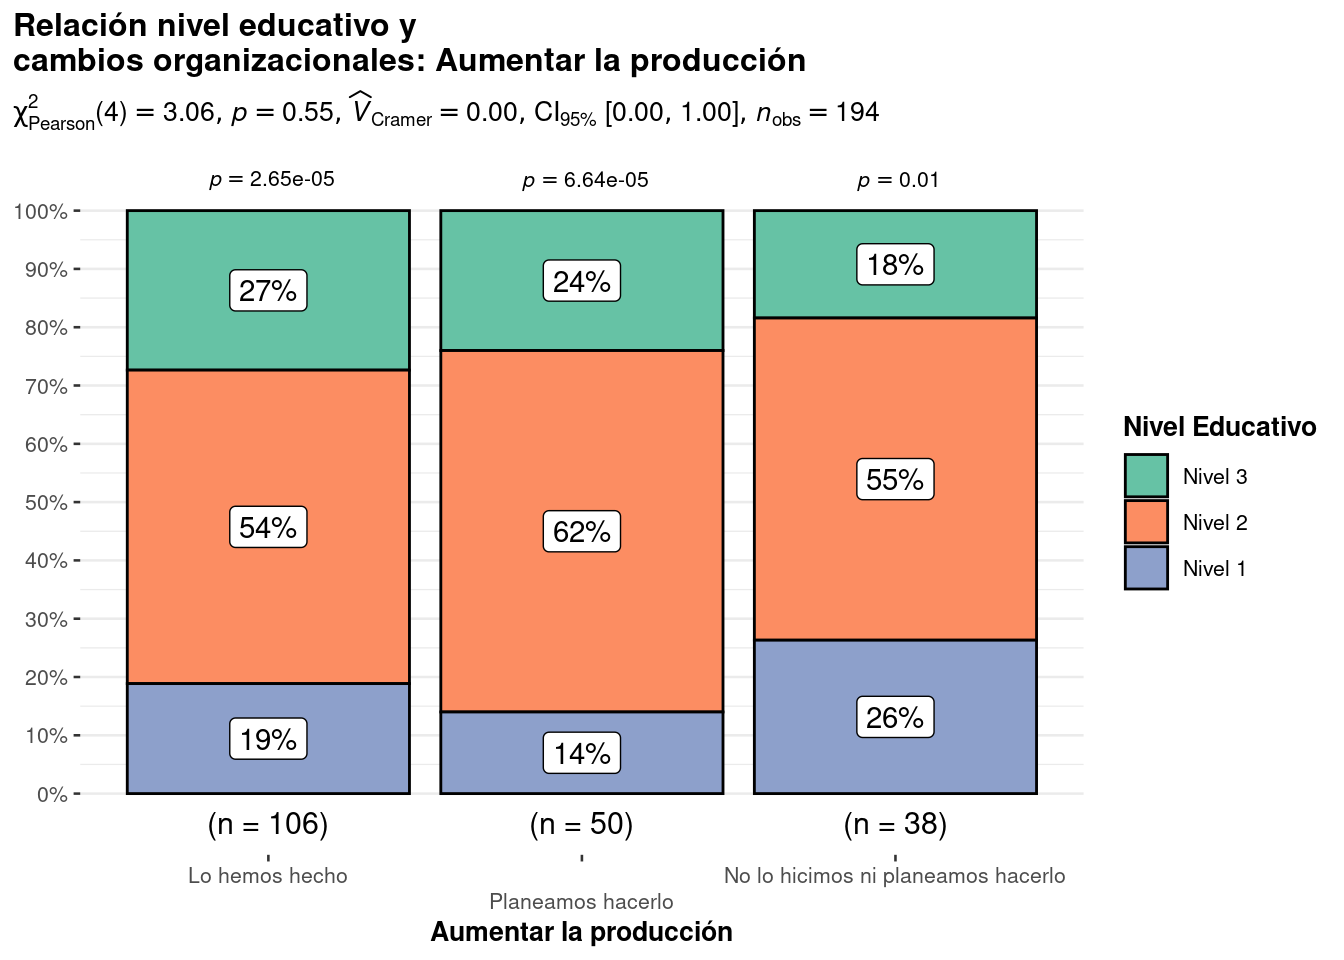 Relación nivel educativo y
cambios organizacionales: Aumentar la producción
χ²Pearson(4) = 3.06, p = 0.55, V̂Cramer = 0.00, CI95% [0.00, 1.00], nobs = 194
p = 2.65e-05 p = 6.64e-05 p = 0.01
100%
90%
80%
70%
60%
50%
40%
30%
20%
10%
0%
27% 24% 18%
54% 62% 55%
19% 14% 26%
(n = 106) (n = 50) (n = 38)
Lo hemos hecho
Planeamos hacerlo
No lo hicimos ni planeamos hacerlo
Aumentar la producción
Nivel Educativo
Nivel 3
Nivel 2
Nivel 1